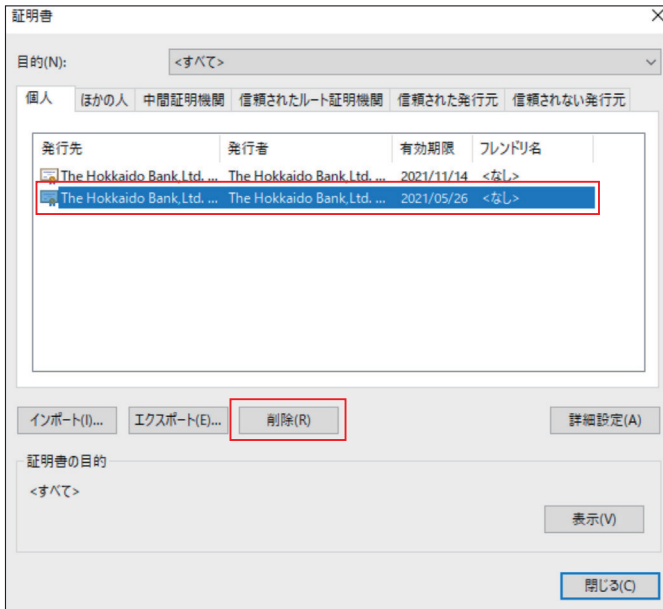 証明書
目的(N): <すべて>
個人 ほかの人 中間証明機関 信頼されたルート証明機関 信頼された発行元 信頼されない発行元
発行先 発行者 有効期限 フレンドリ名
The Hokkaido Bank,Ltd. ... The Hokkaido Bank,Ltd. ... 2021/11/14 <なし>
The Hokkaido Bank,Ltd. ... The Hokkaido Bank,Ltd. ... 2021/05/26 <なし>
インポート(I)... エクスポート(E)... 削除(R) 詳細設定(A)
証明書の目的
<すべて>
表示(V)
閉じる(C)